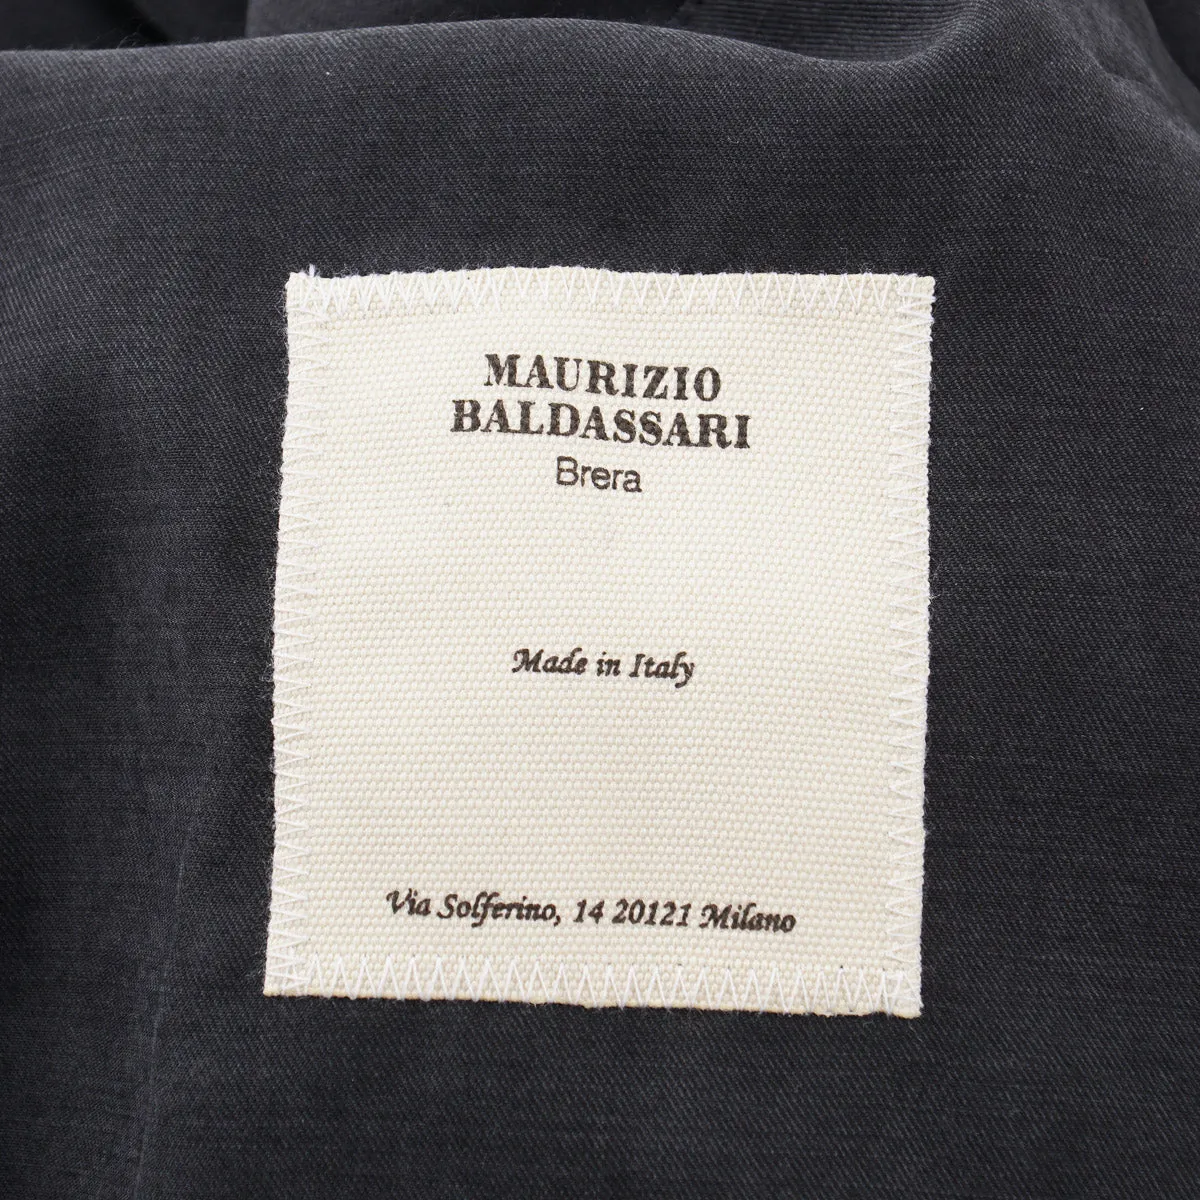 MAURIZIO
BALDASSARI
Brera
Made in Italy
Via Solferino, 14 20121 Milano